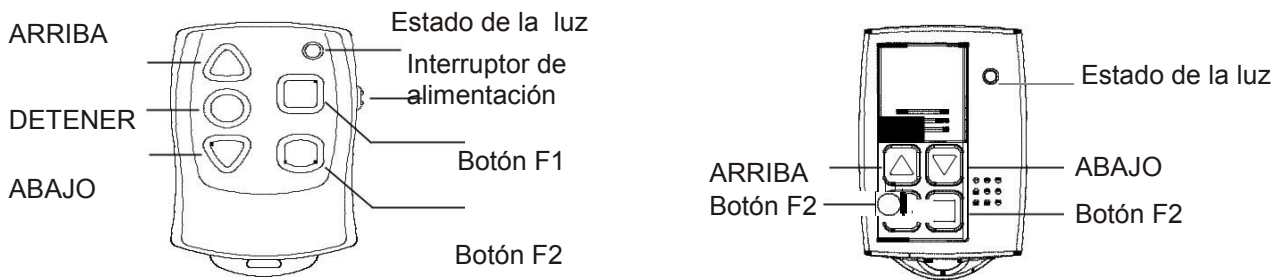 ARRIBA
DETENER
ABAJO
Estado de la luz
Interruptor de
alimentación
Botón F1
Botón F2
ARRIBA
Botón F2
Estado de la luz
ABAJO
Botón F2